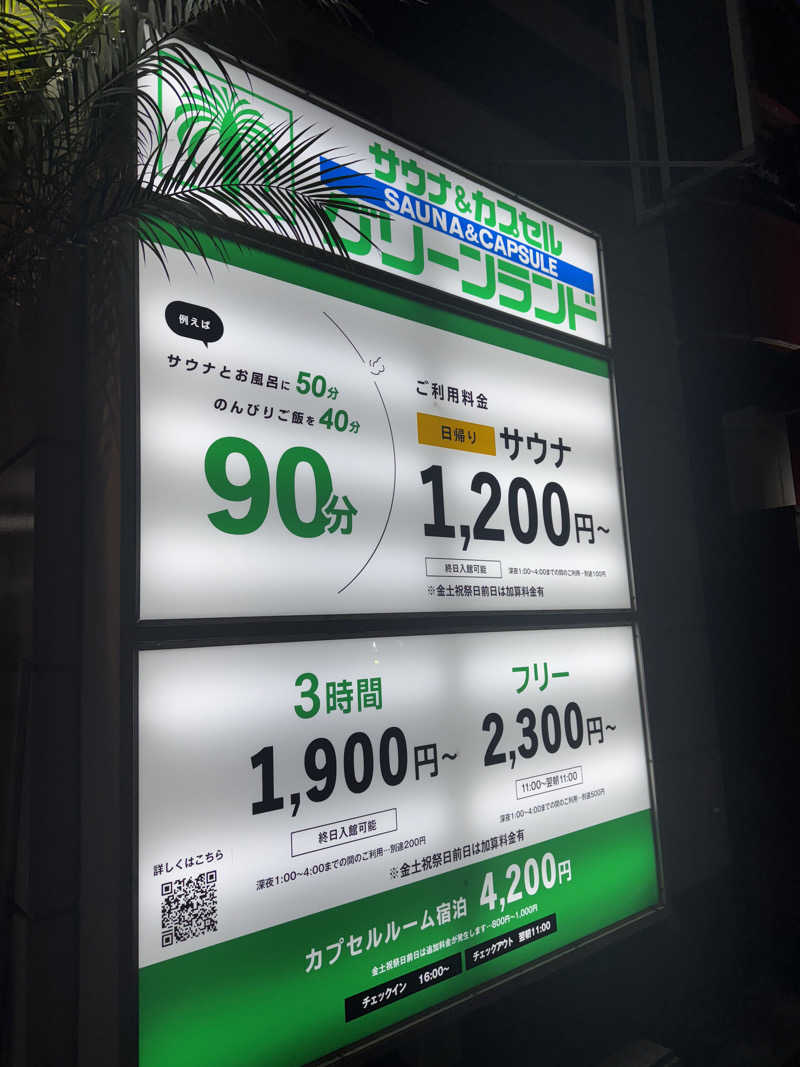 サウナ&カプセル
SAUNA&CAPSULE
グリーンランド
例えば
サウナとお風呂に50分
のんびりご飯を40分
90分
ご利用料金
日帰り サウナ
1,200円~
終日入館可能 深夜1:00~4:00までの間のご利用…別途100円
※金土祝祭日前日は加算料金有
3時間
1,900円~
終日入館可能
深夜1:00~4:00までの間のご利用…別途200円
フリー
2,300円~
11:00~翌朝11:00
深夜1:00~4:00までの間のご利用…別途500円
※金土祝祭日前日は加算料金有
詳しくはこちら
カプセルルーム宿泊 4,200円
金土祝祭日前日は追加料金が発生します…800円~1,000円
チェックイン 16:00~ チェックアウト 翌朝11:00